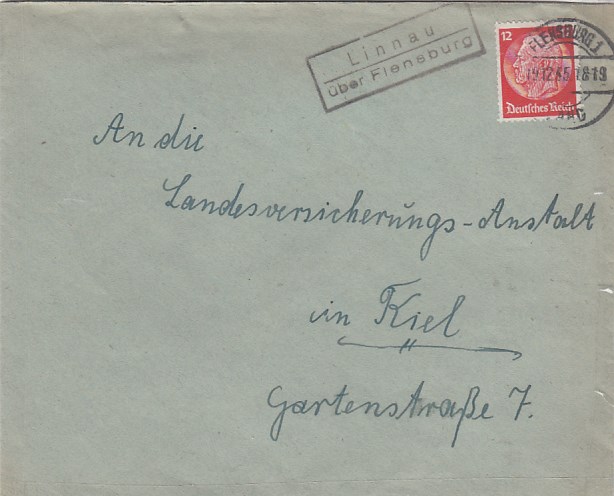 Linnau
über Flensburg
12
Deutsches Reich
FLENSBURG 1
An die
Landesversicherungs-Anstalt
in Kiel
Gartenstraße 7.